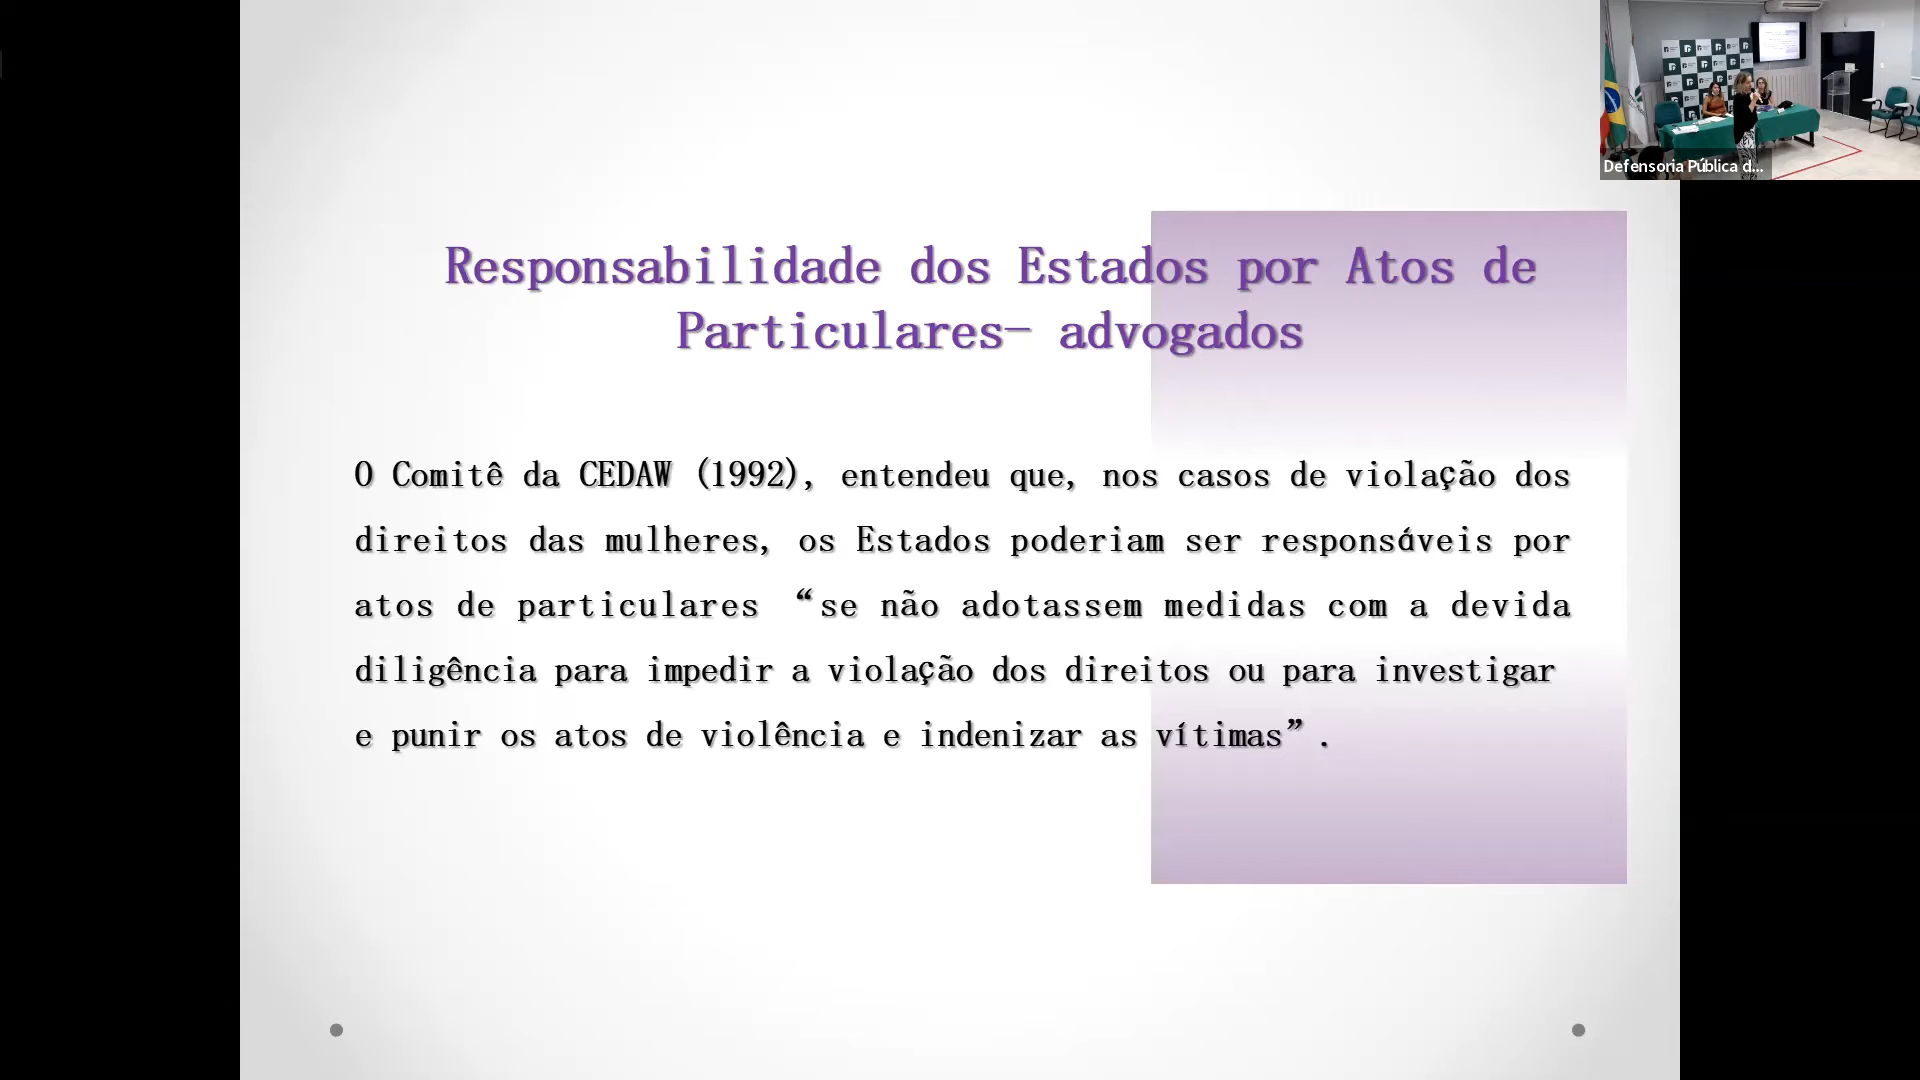 Responsabilidade dos Estados por Atos de
Particulares- advogados
O Comitê da CEDAW (1992), entendeu que, nos casos de violação dos
direitos das mulheres, os Estados poderiam ser responsáveis por
atos de particulares “se não adotassem medidas com a devida
diligência para impedir a violação dos direitos ou para investigar
e punir os atos de violência e indenizar as vítimas”.
Defensoria Pública d...